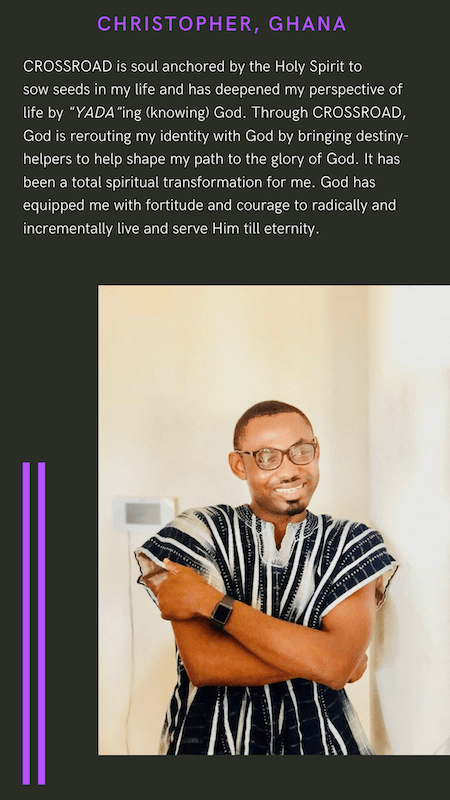 CHRISTOPHER, GHANA
CROSSROAD is soul anchored by the Holy Spirit to
sow seeds in my life and has deepened my perspective of
life by "YADA"ing (knowing) God. Through CROSSROAD,
God is rerouting my identity with God by bringing destiny-
helpers to help shape my path to the glory of God. It has
been a total spiritual transformation for me. God has
equipped me with fortitude and courage to radically and
incrementally live and serve Him till eternity.